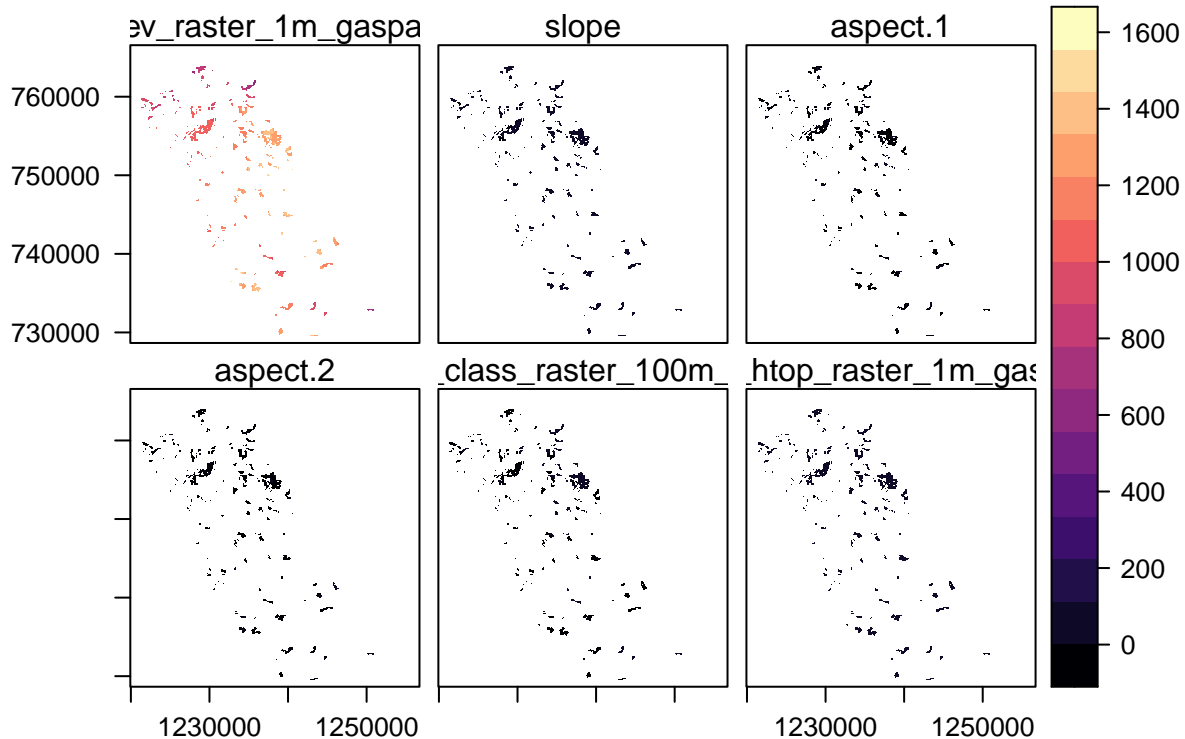 ev_raster_1m_gaspa
slope
aspect.1
760000
750000
740000
730000
aspect.2
_class_raster_100m_
_htop_raster_1m_gas
1230000
1250000
1230000
1250000
1600
1400
1200
1000
800
600
400
200
0